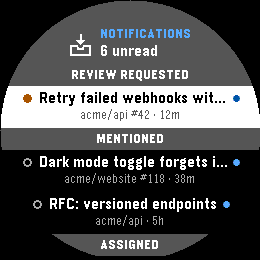 NOTIFICATIONS
6 unread
REVIEW REQUESTED
Retry failed webhooks wit...
acme/api #42 · 12m
MENTIONED
Dark mode toggle forgets i...
acme/website #118 · 38m
RFC: versioned endpoints
acme/api · 5h
ASSIGNED